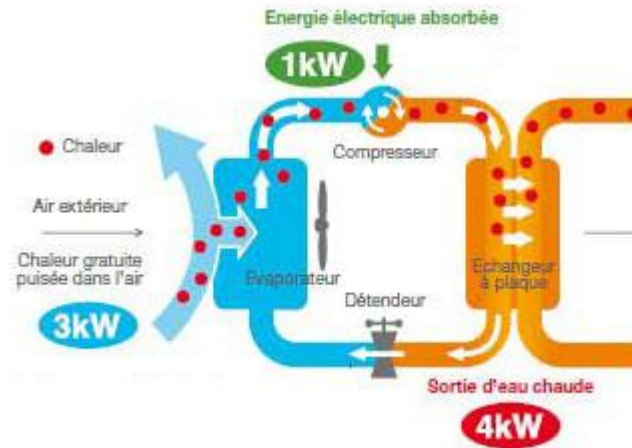 Energie électrique absorbée
1kW
Chaleur
Compresseur
Air extérieur
Chaleur gratuite
puisée dans l'air
3kW
Evaporateur
Echangeur
à plaque
Détendeur
Sortie d'eau chaude
4kW